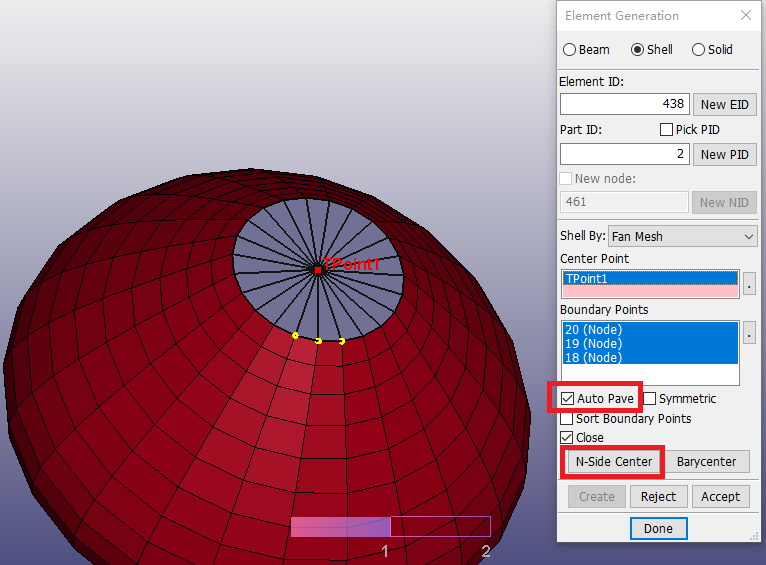 Element Generation
Beam
Shell
Solid
Element ID:
438
New EID
Part ID:
Pick PID
2
New PID
New node:
461
New NID
Shell By:
Fan Mesh
Center Point
TPoint1
.
Boundary Points
20 (Node)
19 (Node)
18 (Node)
.
Auto Pave
Symmetric
Sort Boundary Points
Close
N-Side Center
Barycenter
Create
Reject
Accept
Done
TPoint1
1
2